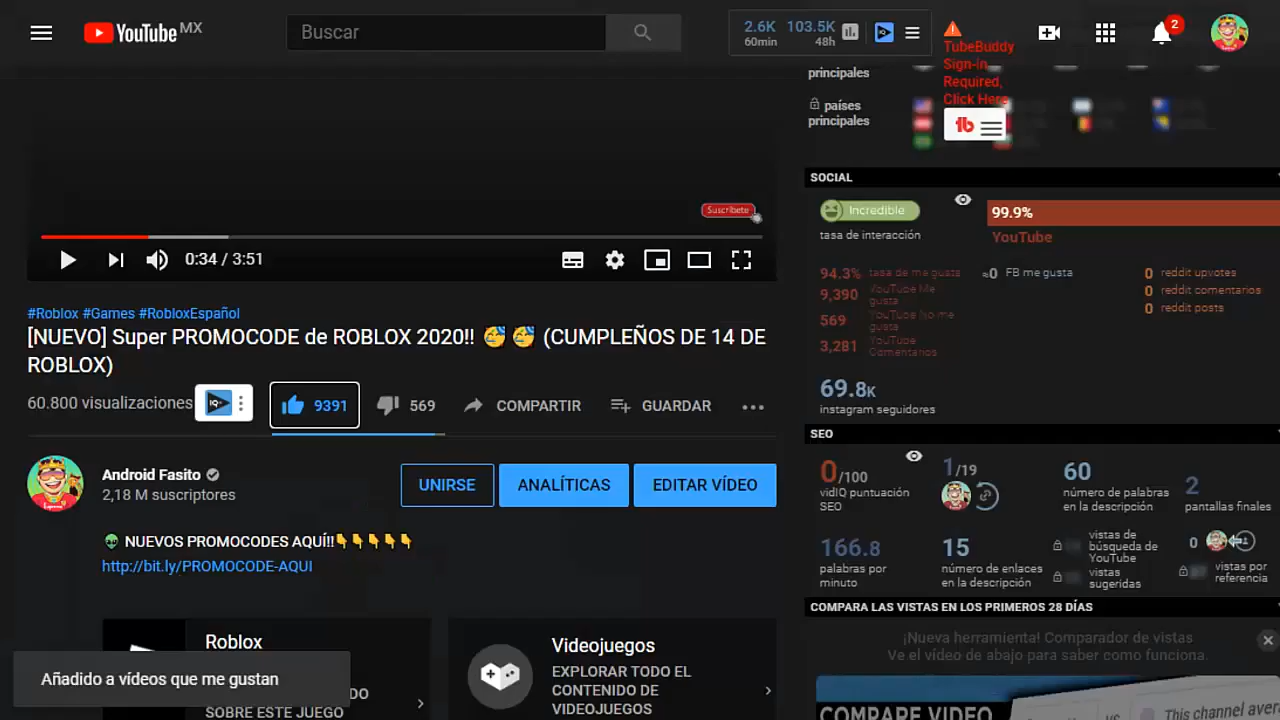 YouTube MX
Buscar
2.6K 103.5K
60min 48h
2
TubeBuddy
Sign-in
Required,
Click Here
principales
países
principales
Suscríbete
0:34 / 3:51
#Roblox #Games #RobloxEspañol
[NUEVO] Super PROMOCODE de ROBLOX 2020!! 🥳 🥳 (CUMPLEÑOS DE 14 DE
ROBLOX)
60.800 visualizaciones
9391
569
COMPARTIR
GUARDAR
Android Fasito
2,18 M suscriptores
UNIRSE
ANALÍTICAS
EDITAR VÍDEO
👽 NUEVOS PROMOCODES AQUÍ!!👇👇👇👇👇
http://bit.ly/PROMOCODE-AQUI
Roblox
DO
SOBRE ESTE JUEGO
Videojuegos
EXPLORAR TODO EL
CONTENIDO DE
VIDEOJUEGOS
Añadido a vídeos que me gustan
SOCIAL
Incredible
tasa de interacción
99.9%
YouTube
94.3% tasa de me gusta
9,390 YouTube Me
gusta
569 YouTube No me
gusta
3,281 YouTube
Comentarios
≈0 FB me gusta
0 reddit upvotes
0 reddit comentarios
0 reddit posts
69.8K
instagram seguidores
SEO
0/100
vidIQ puntuación
SEO
1/19
60
número de palabras
en la descripción
2
pantallas finales
166.8
palabras por
minuto
15
número de enlaces
en la descripción
vistas de
búsqueda de
YouTube
vistas
sugeridas
0
vistas por
referencia
COMPARA LAS VISTAS EN LOS PRIMEROS 28 DÍAS
¡Nueva herramienta! Comparador de vistas
Ve el vídeo de abajo para saber como funciona.
COMPARE VIDEO
VS
This channel aver